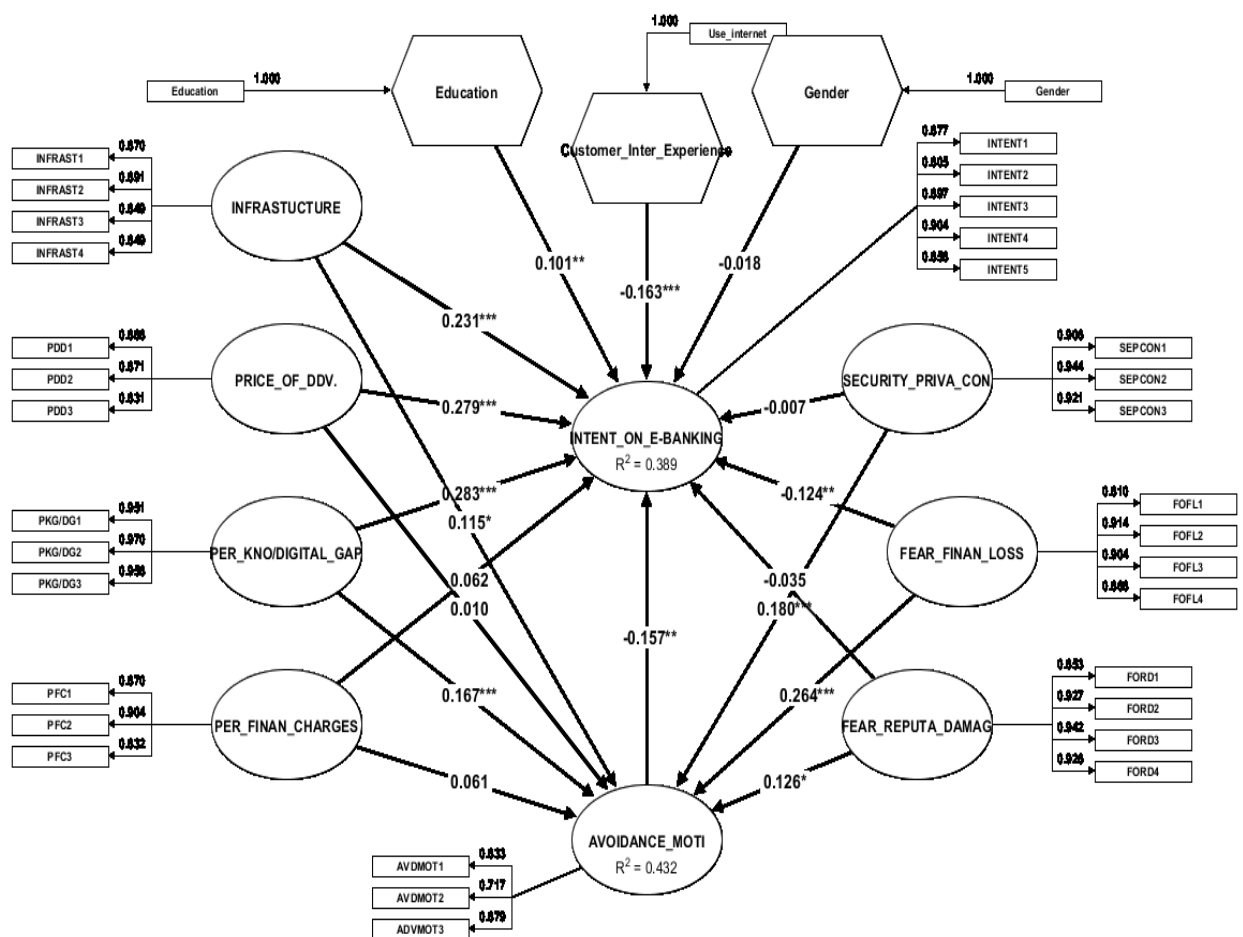 1.000
Use_internet
Education
1.000
Education
Customer_Inter_Experience
Gender
1.000
Gender
INFRAST1
0.870
INFRAST2
0.891
INFRAST3
0.849
INFRAST4
0.849
INFRASTUCTURE
0.877
INTENT1
0.805
INTENT2
0.897
INTENT3
0.904
INTENT4
0.858
INTENT5
0.101**
-0.163***
-0.018
0.231***
PDD1
PDD2
0.871
PDD3
0.831
PRICE_OF_DDV.
0.279***
INTENT_ON_E-BANKING
R² = 0.389
-0.007
SECURITY_PRIVA_CON
0.906
SEPCON1
0.944
SEPCON2
0.921
SEPCON3
PKG/DG1
0.951
PKG/DG2
0.970
PKG/DG3
0.958
PER_KNO/DIGITAL_GAP
0.283***
0.115*
-0.124**
FEAR_FINAN_LOSS
0.810
FOFL1
0.914
FOFL2
0.904
FOFL3
FOFL4
0.062
0.010
-0.035
0.180***
-0.157**
PFC1
0.870
PFC2
0.904
PFC3
0.832
PER_FINAN_CHARGES
0.167***
0.061
0.264***
0.126*
FEAR_REPUTA_DAMAG
0.853
FORD1
0.927
FORD2
0.942
FORD3
0.926
FORD4
AVOIDANCE_MOTI
R² = 0.432
AVDMOT1
0.833
AVDMOT2
0.717
ADVMOT3
0.879